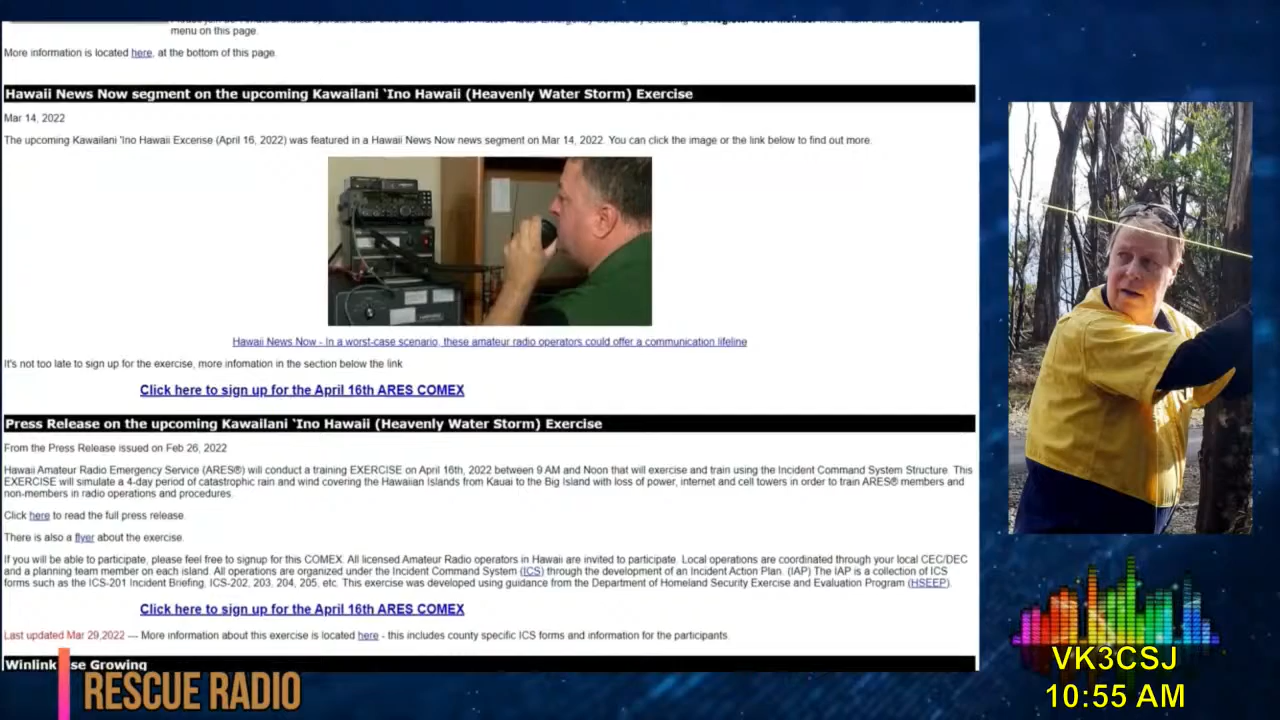 menu on this page.
More information is located here, at the bottom of this page.
Hawaii News Now segment on the upcoming Kawailani ‘Ino Hawaii (Heavenly Water Storm) Exercise
Mar 14, 2022
The upcoming Kawailani 'Ino Hawaii Excerise (April 16, 2022) was featured in a Hawaii News Now news segment on Mar 14, 2022. You can click the image or the link below to find out more.
Hawaii News Now - In a worst-case scenario, these amateur radio operators could offer a communication lifeline
It's not too late to sign up for the exercise, more infomation in the section below the link
Click here to sign up for the April 16th ARES COMEX
Press Release on the upcoming Kawailani ‘Ino Hawaii (Heavenly Water Storm) Exercise
From the Press Release issued on Feb 26, 2022
Hawaii Amateur Radio Emergency Service (ARES®) will conduct a training EXERCISE on April 16th, 2022 between 9 AM and Noon that will exercise and train using the Incident Command System Structure. This
EXERCISE will simulate a 4-day period of catastrophic rain and wind covering the Hawaiian Islands from Kauai to the Big Island with loss of power, internet and cell towers in order to train ARES® members and
non-members in radio operations and procedures.
Click here to read the full press release.
There is also a flyer about the exercise.
If you will be able to participate, please feel free to signup for this COMEX. All licensed Amateur Radio operators in Hawaii are invited to participate. Local operations are coordinated through your local CEC/DEC
and a planning team member on each island. All operations are organized under the Incident Command System (ICS) through the development of an Incident Action Plan. (IAP) The IAP is a collection of ICS
forms such as the ICS-201 Incident Briefing, ICS-202, 203, 204, 205, etc. This exercise was developed using guidance from the Department of Homeland Security Exercise and Evaluation Program (HSEEP).
Click here to sign up for the April 16th ARES COMEX
Last updated Mar 29,2022 --- More information about this exercise is located here - this includes county specific ICS forms and information for the participants.
Winlink Growing
RESCUE RADIO
VK3CSJ
10:55 AM